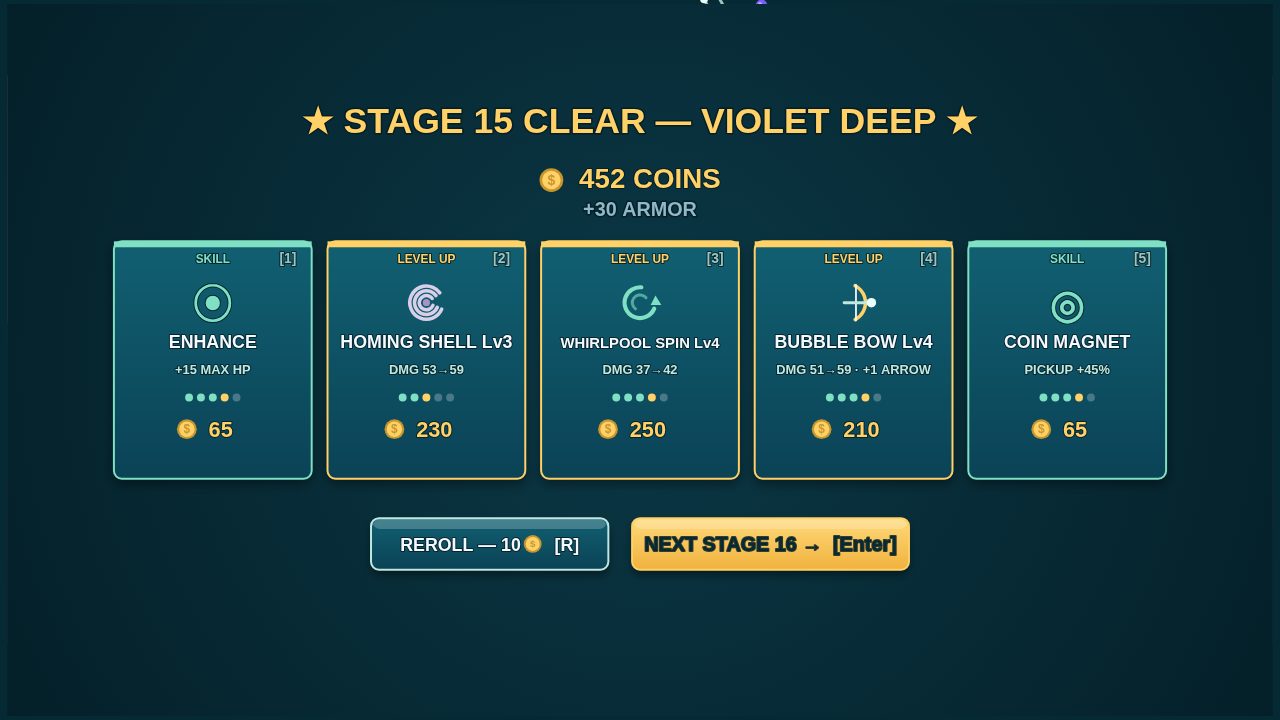 ★ STAGE 15 CLEAR — VIOLET DEEP ★
$ 452 COINS
+30 ARMOR
SKILL [1]
ENHANCE
+15 MAX HP
$ 65
LEVEL UP [2]
HOMING SHELL Lv3
DMG 53→59
$ 230
LEVEL UP [3]
WHIRLPOOL SPIN Lv4
DMG 37→42
$ 250
LEVEL UP [4]
BUBBLE BOW Lv4
DMG 51→59 · +1 ARROW
$ 210
SKILL [5]
COIN MAGNET
PICKUP +45%
$ 65
REROLL — 10 $ [R]
NEXT STAGE 16 → [Enter]